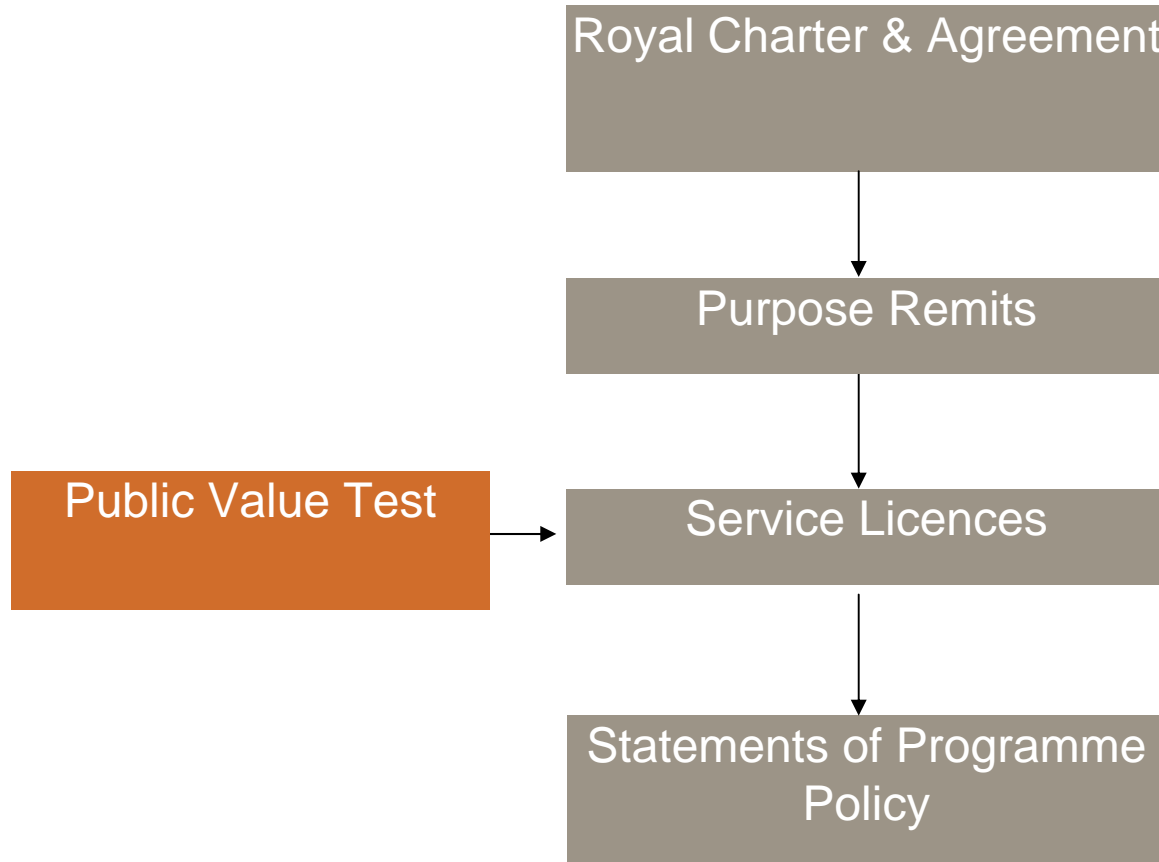 Royal Charter & Agreement
Purpose Remits
Public Value Test
Service Licences
Statements of Programme
Policy